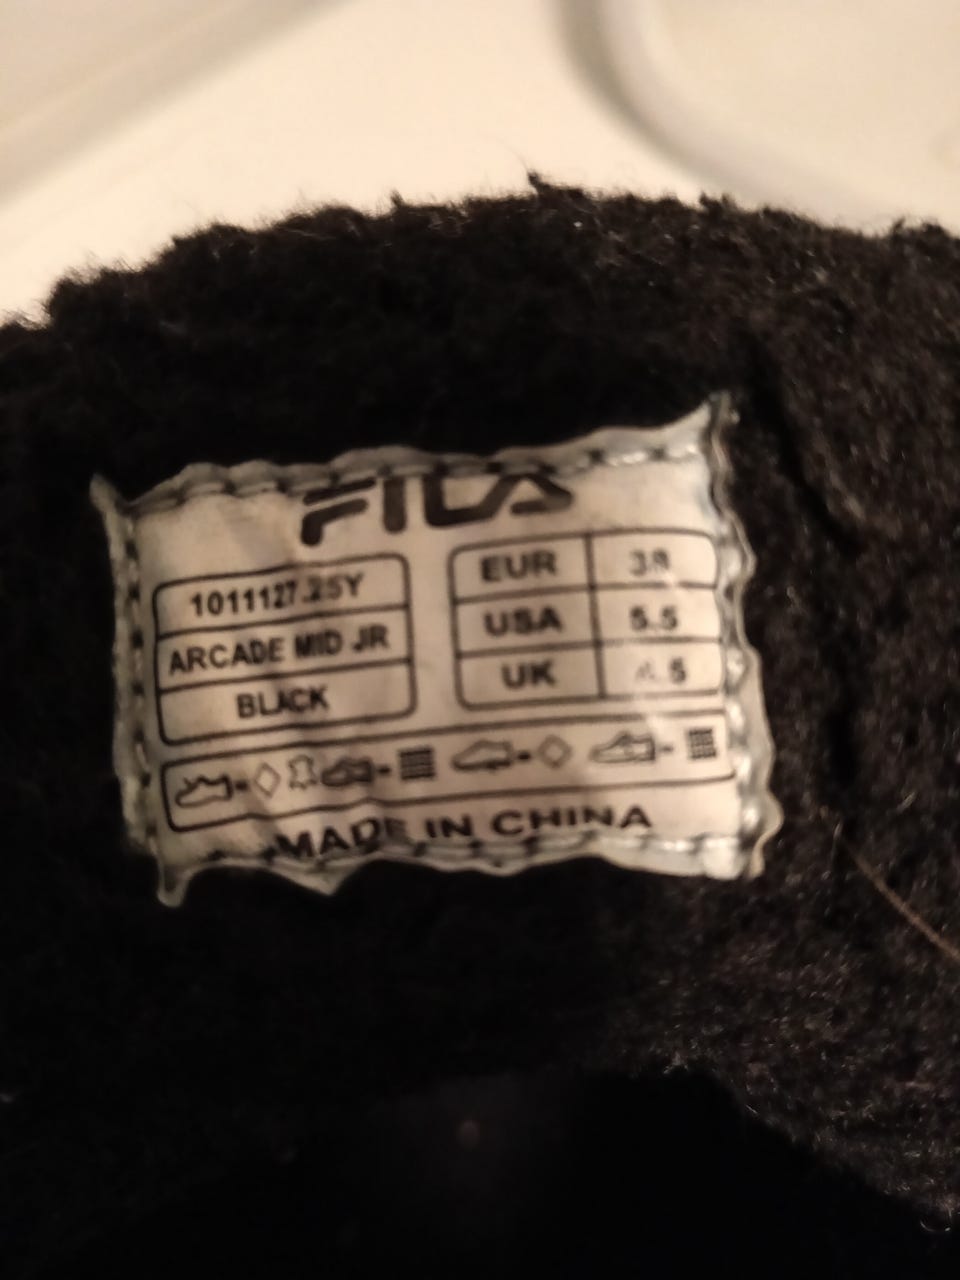 FILA
1011127.25Y
ARCADE MID JR
BLACK
EUR 38
USA 5.5
UK 4.5
MADE IN CHINA